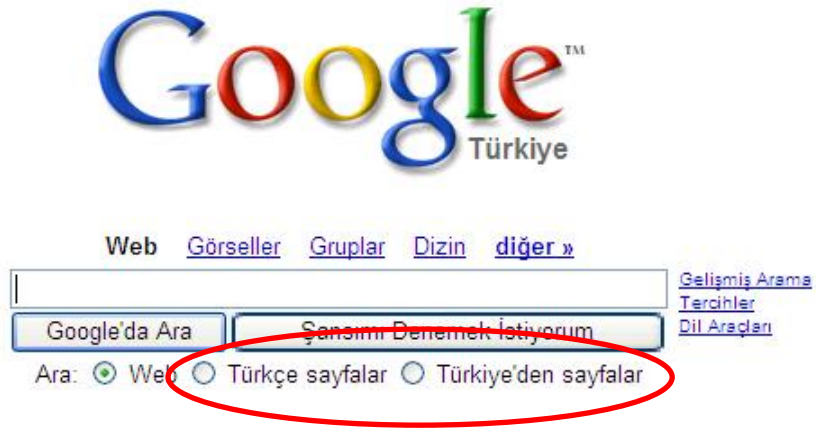 Google™
Türkiye
Web Görseller Gruplar Dizin diğer »
Gelişmiş Arama
Tercihler
Dil Araçları
Google'da Ara Şansımı Denemek İstiyorum
Ara: Web Türkçe sayfalar Türkiye'den sayfalar